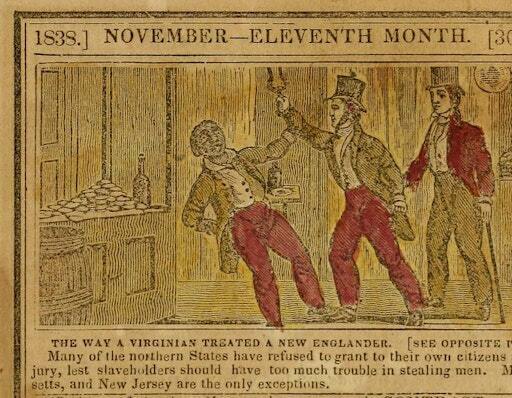 1838.] NOVEMBER—ELEVENTH MONTH. [30
THE WAY A VIRGINIAN TREATED A NEW ENGLANDER. [SEE OPPOSITE
Many of the northern States have refused to grant to their own citizens
jury, lest slaveholders should have too much trouble in stealing men. M
setts, and New Jersey are the only exceptions.